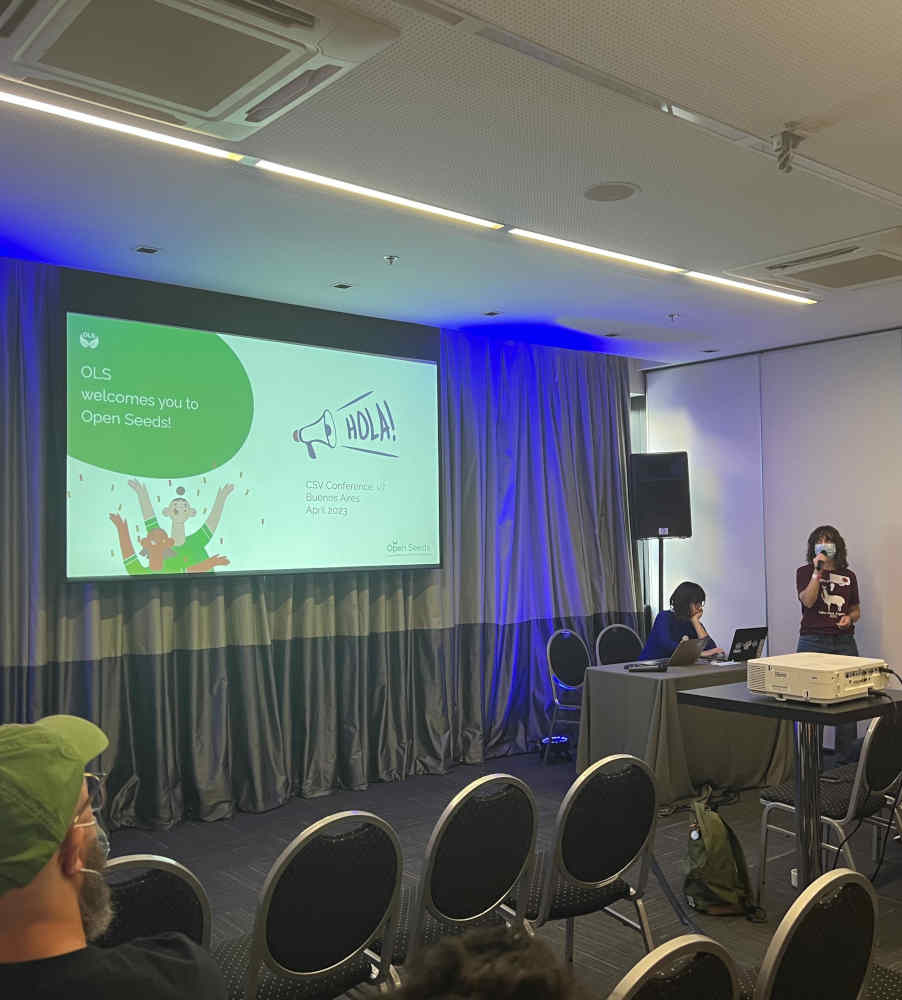 OLS
OLS
welcomes you to
Open Seeds!
HOLA!
CSV Conference, v7
Buenos Aires
April 2023
Open Seeds